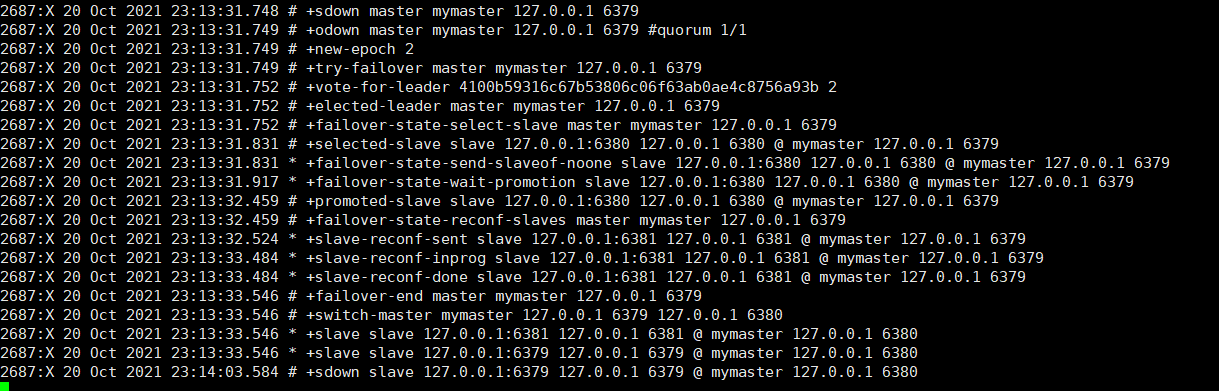 2687:X 20 Oct 2021 23:13:31.748 # +sdown master mymaster 127.0.0.1 6379
2687:X 20 Oct 2021 23:13:31.749 # +odown master mymaster 127.0.0.1 6379 #quorum 1/1
2687:X 20 Oct 2021 23:13:31.749 # +new-epoch 2
2687:X 20 Oct 2021 23:13:31.749 # +try-failover master mymaster 127.0.0.1 6379
2687:X 20 Oct 2021 23:13:31.752 # +vote-for-leader 4100b59316c67b53806c06f63ab0ae4c8756a93b 2
2687:X 20 Oct 2021 23:13:31.752 # +elected-leader master mymaster 127.0.0.1 6379
2687:X 20 Oct 2021 23:13:31.752 # +failover-state-select-slave master mymaster 127.0.0.1 6379
2687:X 20 Oct 2021 23:13:31.831 # +selected-slave slave 127.0.0.1:6380 127.0.0.1 6380 @ mymaster 127.0.0.1 6379
2687:X 20 Oct 2021 23:13:31.831 * +failover-state-send-slaveof-noone slave 127.0.0.1:6380 127.0.0.1 6380 @ mymaster 127.0.0.1 6379
2687:X 20 Oct 2021 23:13:31.917 * +failover-state-wait-promotion slave 127.0.0.1:6380 127.0.0.1 6380 @ mymaster 127.0.0.1 6379
2687:X 20 Oct 2021 23:13:32.459 # +promoted-slave slave 127.0.0.1:6380 127.0.0.1 6380 @ mymaster 127.0.0.1 6379
2687:X 20 Oct 2021 23:13:32.459 # +failover-state-reconf-slaves master mymaster 127.0.0.1 6379
2687:X 20 Oct 2021 23:13:32.524 * +slave-reconf-sent slave 127.0.0.1:6381 127.0.0.1 6381 @ mymaster 127.0.0.1 6379
2687:X 20 Oct 2021 23:13:33.484 * +slave-reconf-inprog slave 127.0.0.1:6381 127.0.0.1 6381 @ mymaster 127.0.0.1 6379
2687:X 20 Oct 2021 23:13:33.484 * +slave-reconf-done slave 127.0.0.1:6381 127.0.0.1 6381 @ mymaster 127.0.0.1 6379
2687:X 20 Oct 2021 23:13:33.546 # +failover-end master mymaster 127.0.0.1 6379
2687:X 20 Oct 2021 23:13:33.546 # +switch-master mymaster 127.0.0.1 6379 127.0.0.1 6380
2687:X 20 Oct 2021 23:13:33.546 * +slave slave 127.0.0.1:6381 127.0.0.1 6381 @ mymaster 127.0.0.1 6380
2687:X 20 Oct 2021 23:13:33.546 * +slave slave 127.0.0.1:6379 127.0.0.1 6379 @ mymaster 127.0.0.1 6380
2687:X 20 Oct 2021 23:14:03.584 # +sdown slave 127.0.0.1:6379 127.0.0.1 6379 @ mymaster 127.0.0.1 6380